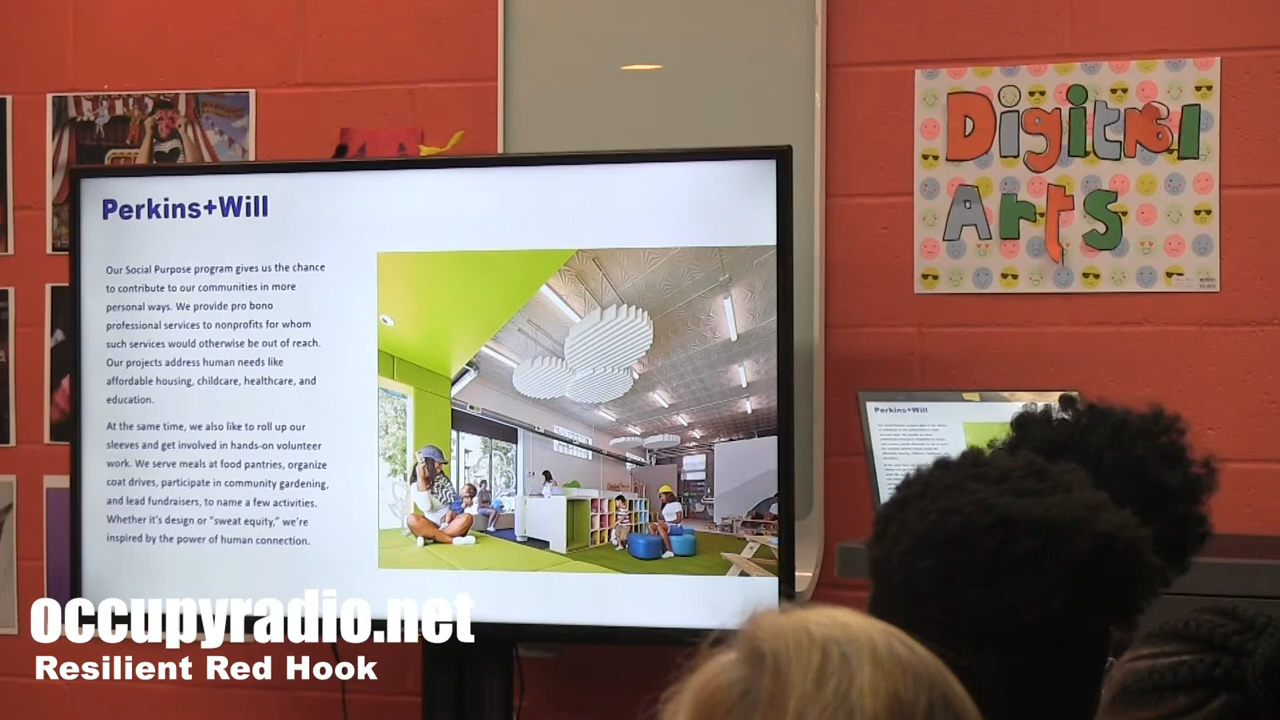 Perkins+Will
Our Social Purpose program gives us the chance
to contribute to our communities in more
personal ways. We provide pro bono
professional services to nonprofits for whom
such services would otherwise be out of reach.
Our projects address human needs like
affordable housing, childcare, healthcare, and
education.
At the same time, we also like to roll up our
sleeves and get involved in hands-on volunteer
work. We serve meals at food pantries, organize
coat drives, participate in community gardening,
and lead fundraisers, to name a few activities.
Whether it's design or "sweat equity," we're
inspired by the power of human connection.
Digital
Arts
Perkins+Will
occupyradio.net
Resilient Red Hook